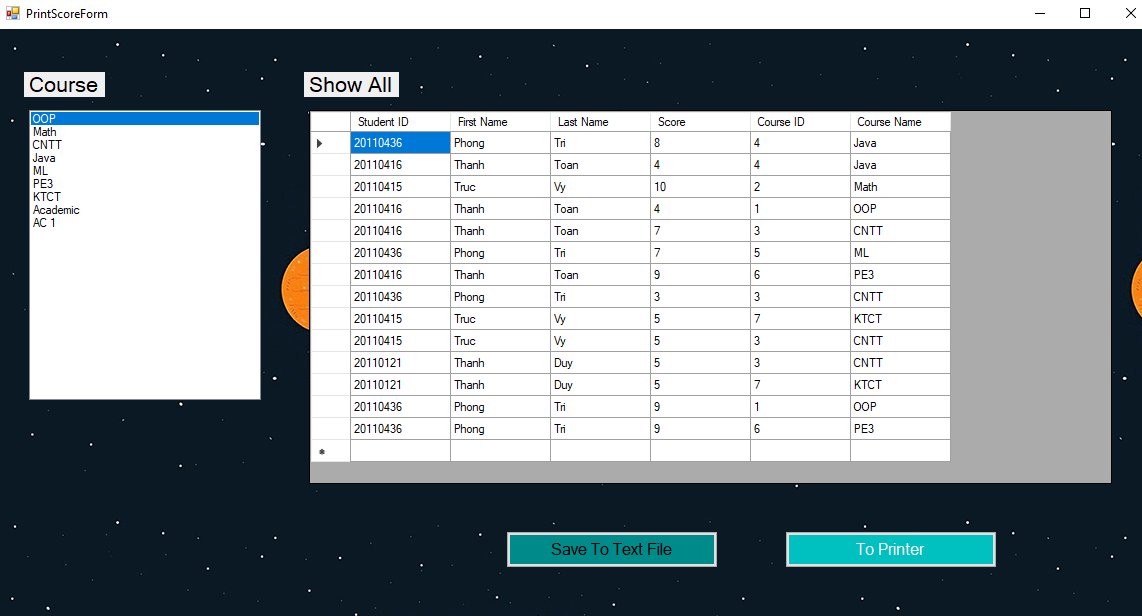 PrintScoreForm
Course
Show All
OOP
Math
CNTT
Java
ML
PE3
KTCT
Academic
AC 1
Student ID First Name Last Name Score Course ID Course Name
20110436 Phong Tri 8 4 Java
20110416 Thanh Toan 4 4 Java
20110415 Truc Vy 10 2 Math
20110416 Thanh Toan 4 1 OOP
20110416 Thanh Toan 7 3 CNTT
20110436 Phong Tri 7 5 ML
20110416 Thanh Toan 9 6 PE3
20110436 Phong Tri 3 3 CNTT
20110415 Truc Vy 5 7 KTCT
20110415 Truc Vy 5 3 CNTT
20110121 Thanh Duy 5 3 CNTT
20110121 Thanh Duy 5 7 KTCT
20110436 Phong Tri 9 1 OOP
20110436 Phong Tri 9 6 PE3
Save To Text File
To Printer